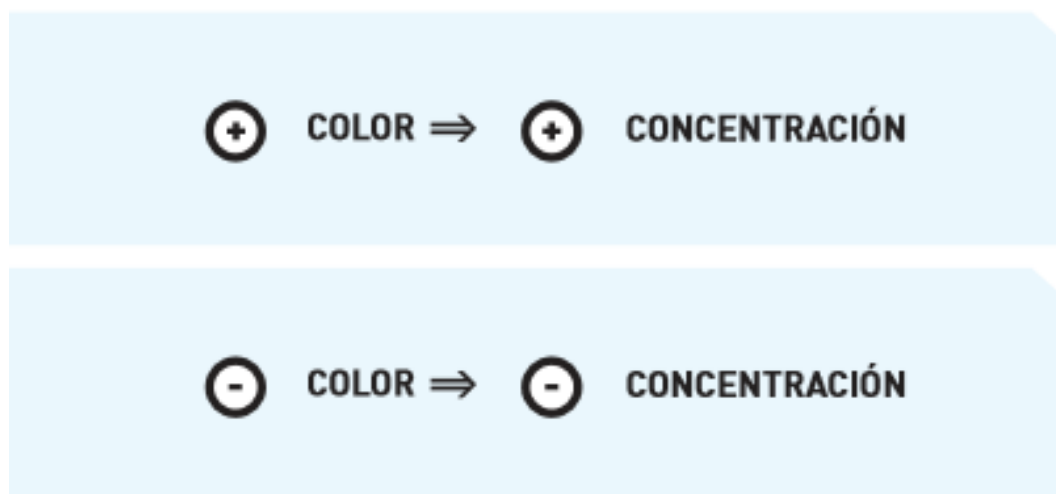 + COLOR ⇒ + CONCENTRACIÓN
- COLOR ⇒ - CONCENTRACIÓN